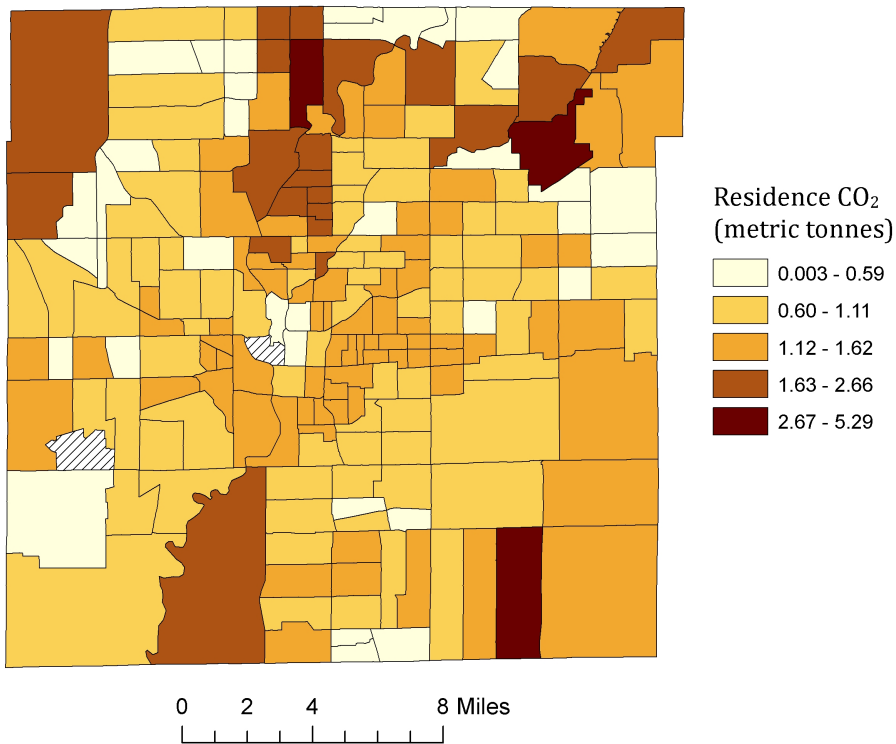 Residence CO₂
(metric tonnes)
0.003 - 0.59
0.60 - 1.11
1.12 - 1.62
1.63 - 2.66
2.67 - 5.29
0 2 4 8 Miles